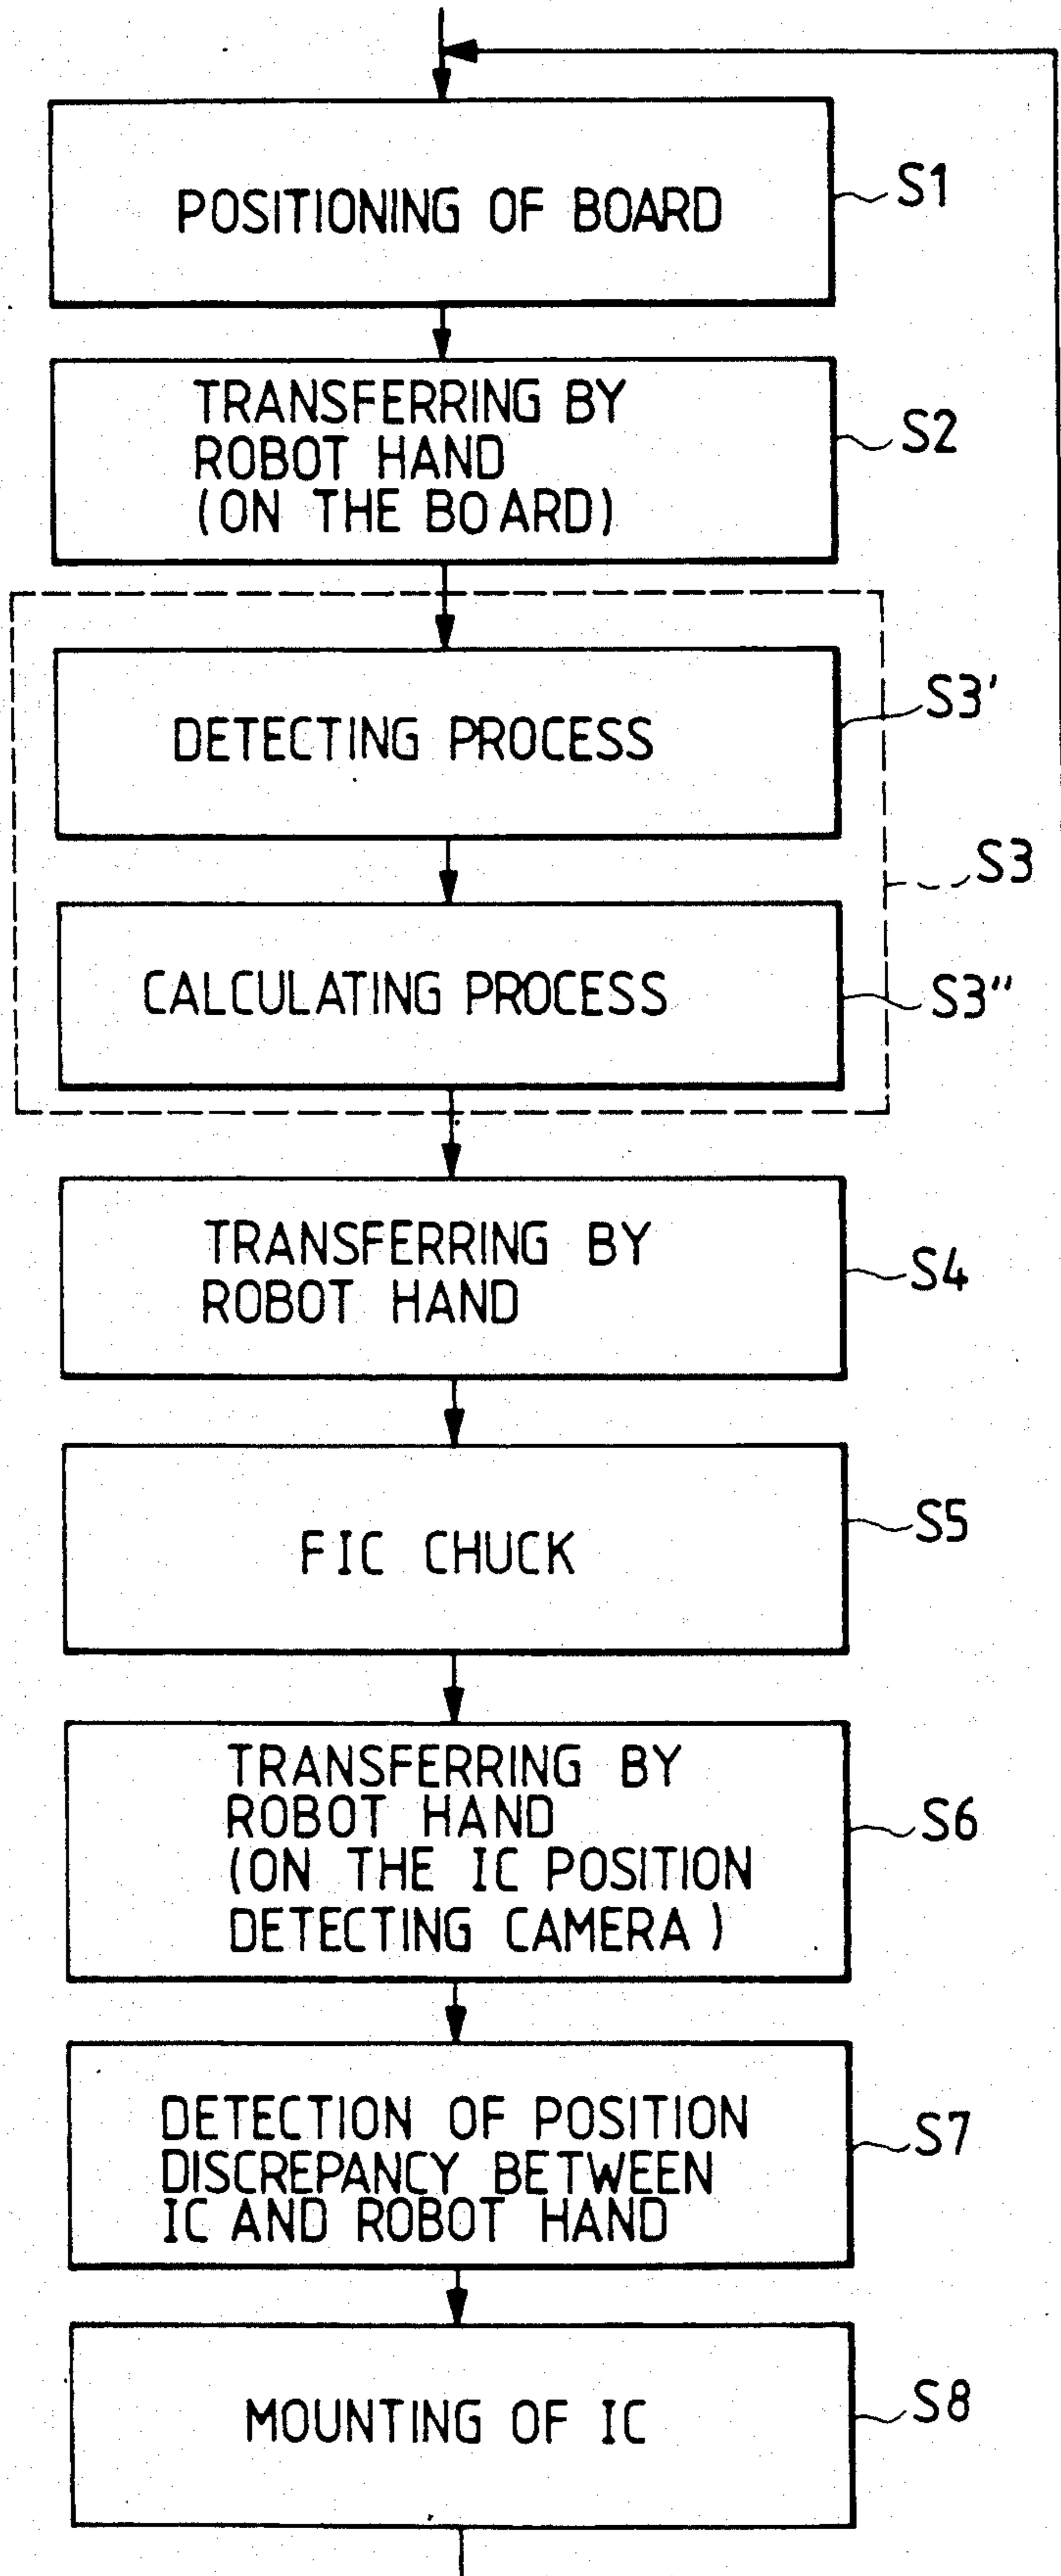 POSITIONING OF BOARD
S1
TRANSFERRING BY
ROBOT HAND
(ON THE BOARD)
S2
DETECTING PROCESS
S3'
S3
CALCULATING PROCESS
S3"
TRANSFERRING BY
ROBOT HAND
S4
FIC CHUCK
S5
TRANSFERRING BY
ROBOT HAND
(ON THE IC POSITION
DETECTING CAMERA)
S6
DETECTION OF POSITION
DISCREPANCY BETWEEN
IC AND ROBOT HAND
S7
MOUNTING OF IC
S8